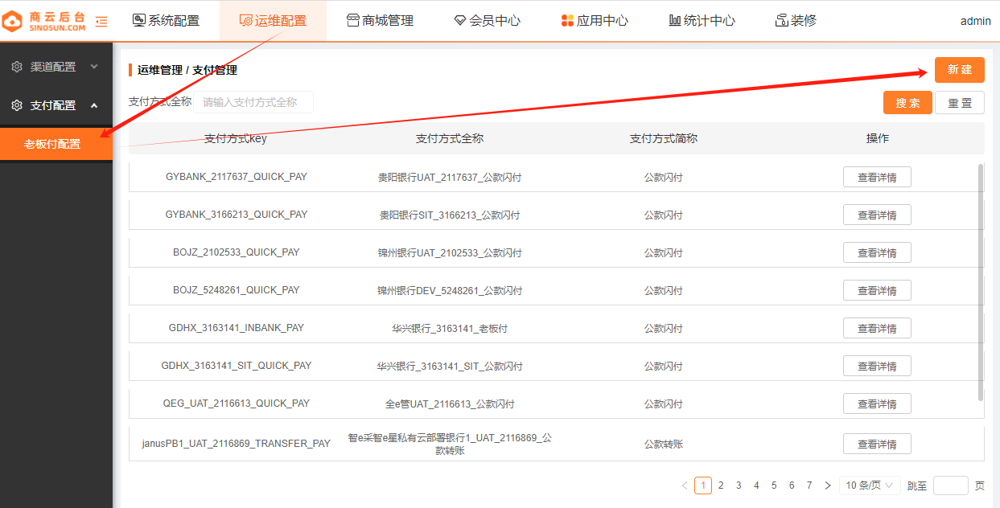 商云后台
SINOSUN.COM
系统配置
运维配置
商城管理
会员中心
应用中心
统计中心
装修
admin
渠道配置
支付配置
老板付配置
运维管理 / 支付管理
新 建
支付方式全称
请输入支付方式全称
搜 索
重 置
支付方式key 支付方式全称 支付方式简称 操作
GYBANK_2117637_QUICK_PAY 贵阳银行UAT_2117637_公款闪付 公款闪付 查看详情
GYBANK_3166213_QUICK_PAY 贵阳银行SIT_3166213_公款闪付 公款闪付 查看详情
BOJZ_2102533_QUICK_PAY 锦州银行UAT_2102533_公款闪付 公款闪付 查看详情
BOJZ_5248261_QUICK_PAY 锦州银行DEV_5248261_公款闪付 公款闪付 查看详情
GDHX_3163141_INBANK_PAY 华兴银行_3163141_老板付 公款闪付 查看详情
GDHX_3163141_SIT_QUICK_PAY 华兴银行_3163141_SIT_公款闪付 公款闪付 查看详情
QEG_UAT_2116613_QUICK_PAY 全e管UAT_2116613_公款闪付 公款闪付 查看详情
janusPB1_UAT_2116869_TRANSFER_PAY 智e采智e星私有云部署银行1_UAT_2116869_公
款转账 公款转账 查看详情
< 1 2 3 4 5 6 7 > 10 条/页 跳至 页